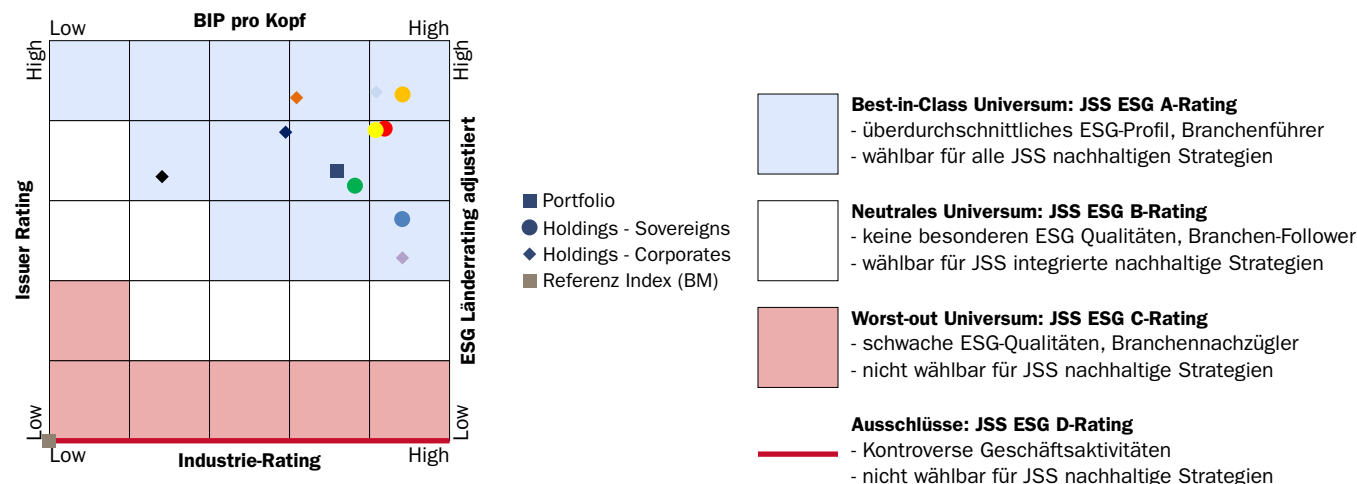 BIP pro Kopf
Low
High
High
High
Issuer Rating
ESG Länderrating adjustiert
Low
Low
Low
High
Industrie-Rating
Portfolio
Holdings - Sovereigns
Holdings - Corporates
Referenz Index (BM)
Best-in-Class Universum: JSS ESG A-Rating
- überdurchschnittliches ESG-Profil, Branchenführer
- wählbar für alle JSS nachhaltigen Strategien
Neutrales Universum: JSS ESG B-Rating
- keine besonderen ESG Qualitäten, Branchen-Follower
- wählbar für JSS integrierte nachhaltige Strategien
Worst-out Universum: JSS ESG C-Rating
- schwache ESG-Qualitäten, Branchennachzügler
- nicht wählbar für JSS nachhaltige Strategien
Ausschlüsse: JSS ESG D-Rating
- Kontroverse Geschäftsaktivitäten
- nicht wählbar für JSS nachhaltige Strategien